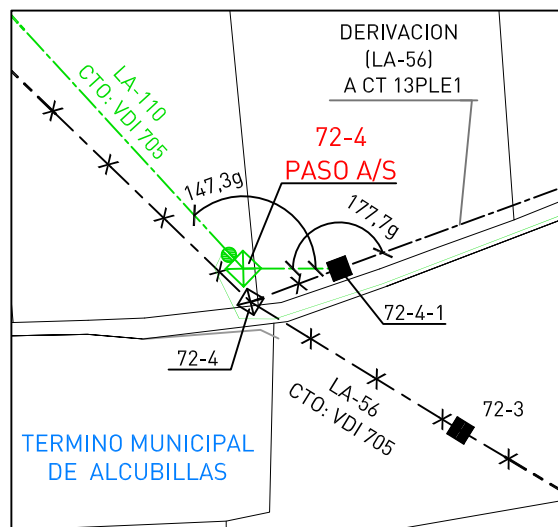 DERIVACION
(LA-56)
A CT 13PLE1
LA-110
CTO: VDI 705
72-4
PASO A/S
147,3g
177,7g
72-4-1
72-4
LA-56
CTO: VDI 705
72-3
TERMINO MUNICIPAL
DE ALCUBILLAS